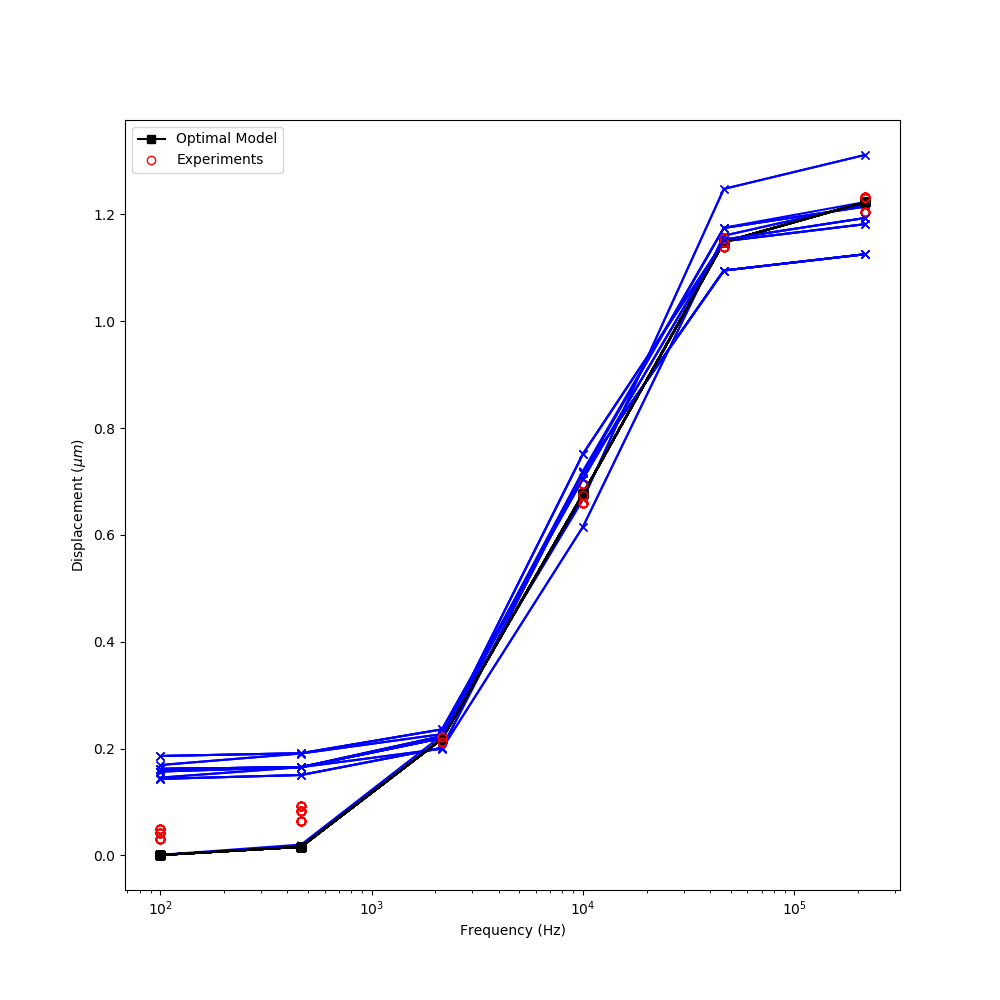 Optimal Model
Experiments
1.2
1.0
0.8
0.6
0.4
0.2
0.0
Displacement (μm)
10²
10³
10⁴
10⁵
Frequency (Hz)